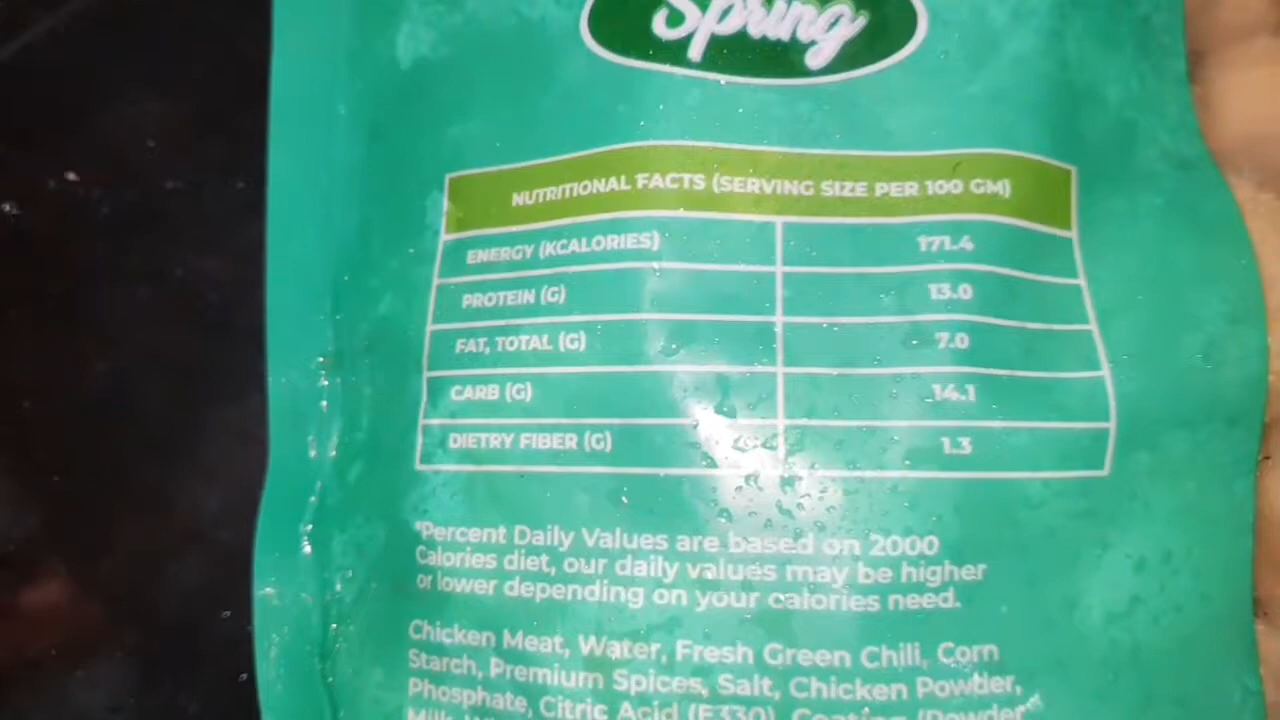 Spring
NUTRITIONAL FACTS (SERVING SIZE PER 100 GM)
ENERGY (KCALORIES) 171.4
PROTEIN (G) 13.0
FAT, TOTAL (G) 7.0
CARB (G) 14.1
DIETRY FIBER (G) 1.3
*Percent Daily Values are based on 2000
Calories diet, our daily values may be higher
or lower depending on your calories need.
Chicken Meat, Water, Fresh Green Chili, Corn
Starch, Premium Spices, Salt, Chicken Powder,
Phosphate, Citric Acid (E330), Coating (Powder